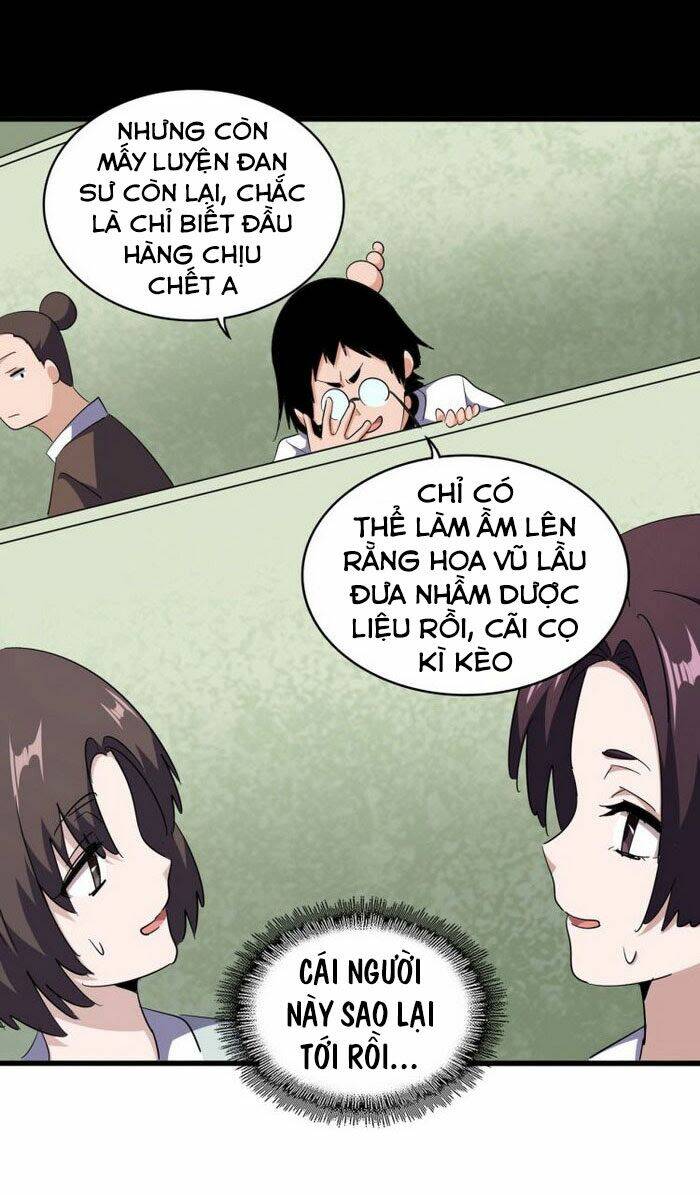 NHƯNG CÒN
MẤY LUYỆN ĐAN
SƯ CÒN LẠI, CHẮC
LÀ CHỈ BIẾT ĐẦU
HÀNG CHỊU
CHẾT A
CHỈ CÓ
THỂ LÀM ẦM LÊN
RẰNG HOA VŨ LẦU
ĐƯA NHẦM DƯỢC
LIỆU RỒI, CÃI CỌ
KÌ KÈO
CÁI NGƯỜI
NÀY SAO LẠI
TỚI RỒI...